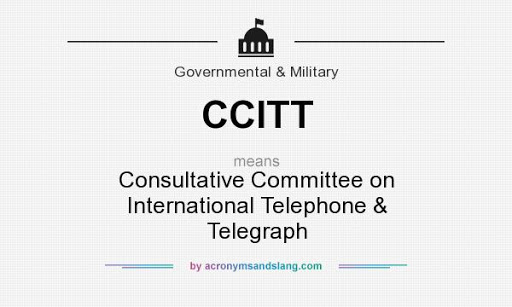 Governmental & Military
CCITT
means
Consultative Committee on
International Telephone &
Telegraph
by acronymsandslang.com